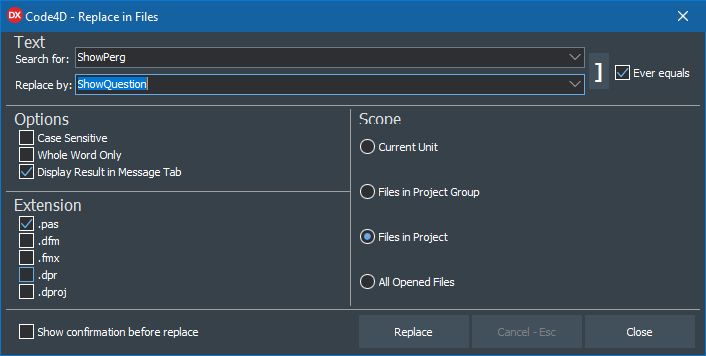 DX Code4D - Replace in Files
Text
Search for: ShowPerg
Replace by: ShowQuestion
] Ever equals
Options
Case Sensitive
Whole Word Only
Display Result in Message Tab
Extension
.pas
.dfm
.fmx
.dpr
.dproj
Scope
Current Unit
Files in Project Group
Files in Project
All Opened Files
Show confirmation before replace
Replace
Cancel - Esc
Close